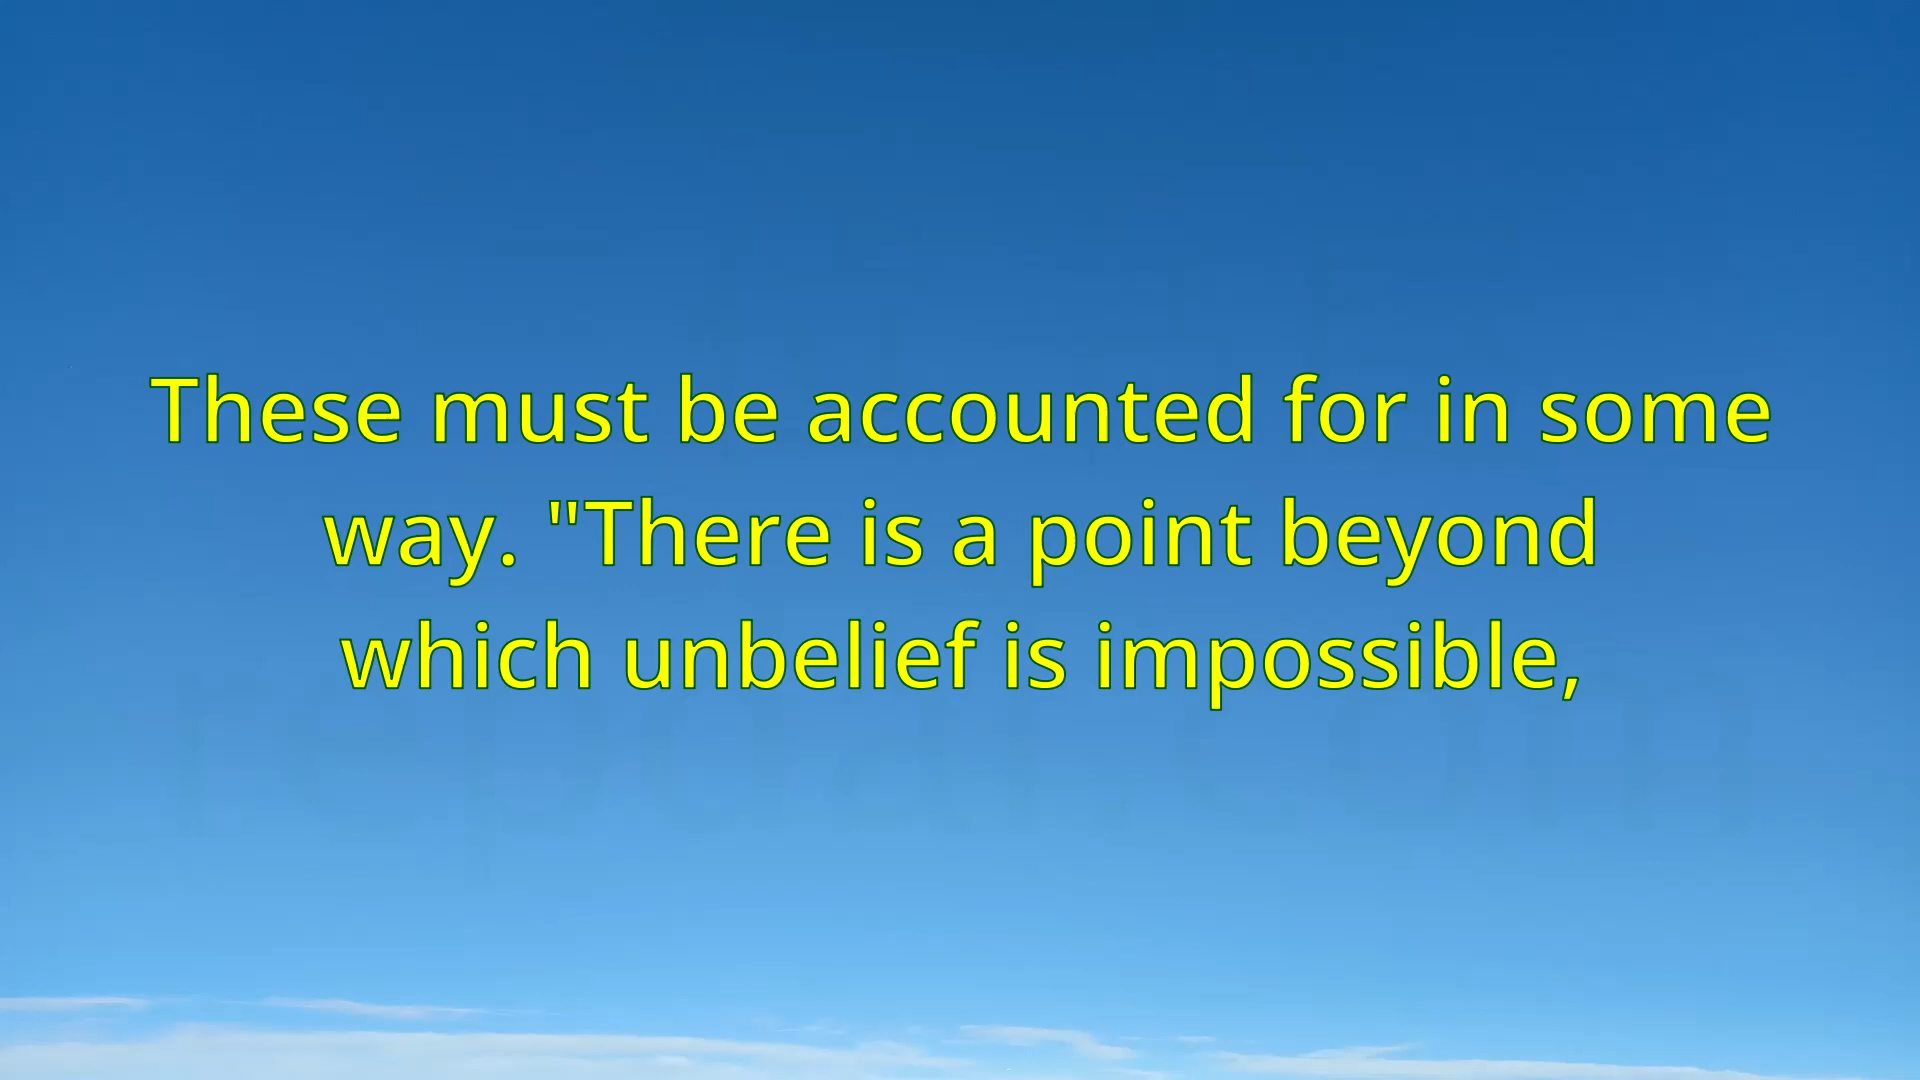 These must be accounted for in some
way. "There is a point beyond
which unbelief is impossible,